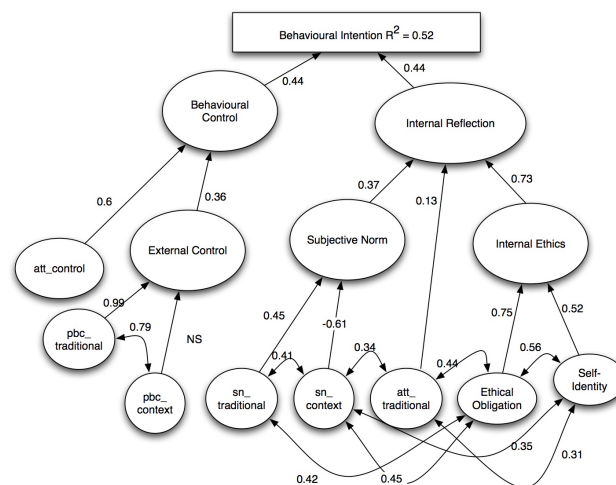 Behavioural Intention R2 = 0.52
0.44
0.44
Behavioural
Control
Internal Reflection
0.6
0.36
0.37
0.13
0.73
att_control
External Control
Subjective Norm
Internal Ethics
0.99
0.79
NS
0.45
-0.61
0.75
0.52
pbc_
traditional
pbc_
context
0.41
0.34
0.44
0.56
sn_
traditional
sn_
context
att_
traditional
Ethical
Obligation
Self-
Identity
0.42
0.45
0.35
0.31